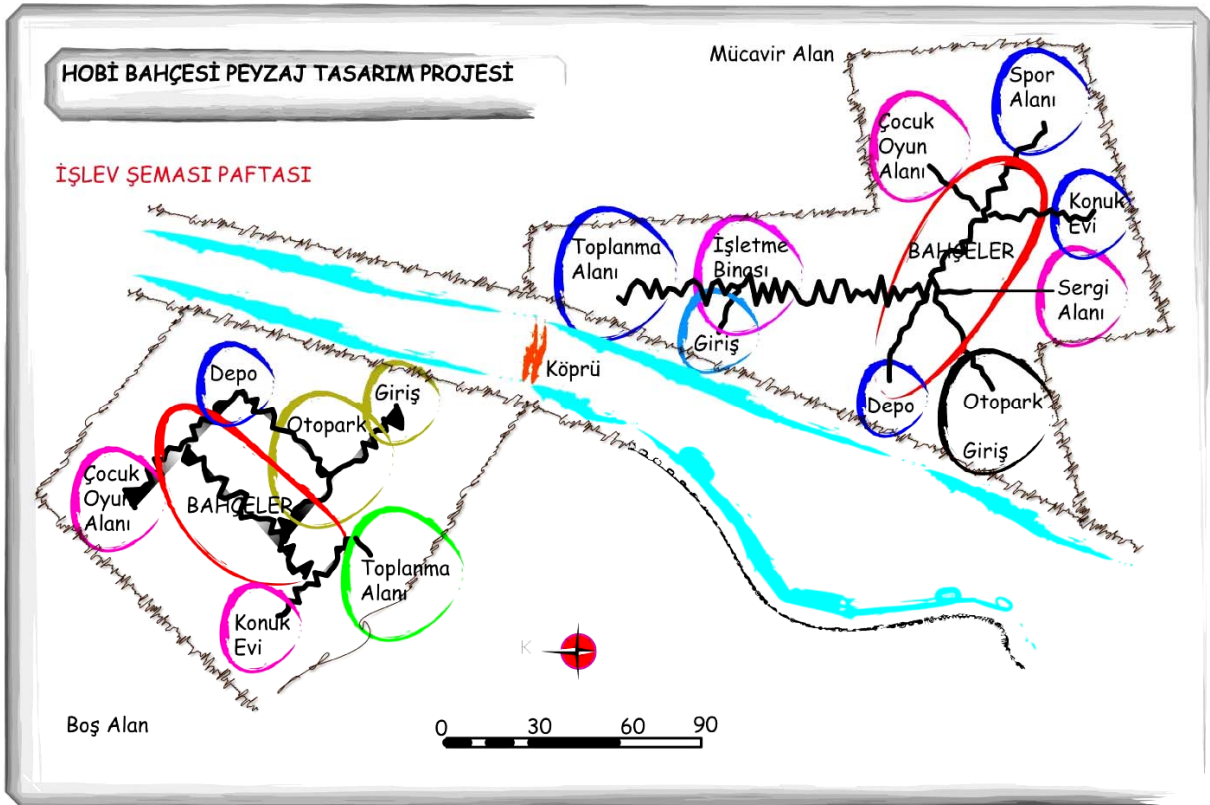 HOBİ BAHÇESİ PEYZAJ TASARIM PROJESİ
İŞLEV ŞEMASI PAFTASI
Mücavir Alan
Spor
Alanı
Çocuk
Oyun
Alanı
Konuk
Evi
BAHÇELER
Sergi
Alanı
Toplanma
Alanı
İşletme
Binası
Giriş
Depo
Otopark
Giriş
Köprü
Depo
Otopark
Giriş
Çocuk
Oyun
Alanı
BAHÇELER
Toplanma
Alanı
Konuk
Evi
K
Boş Alan
0 30 60 90